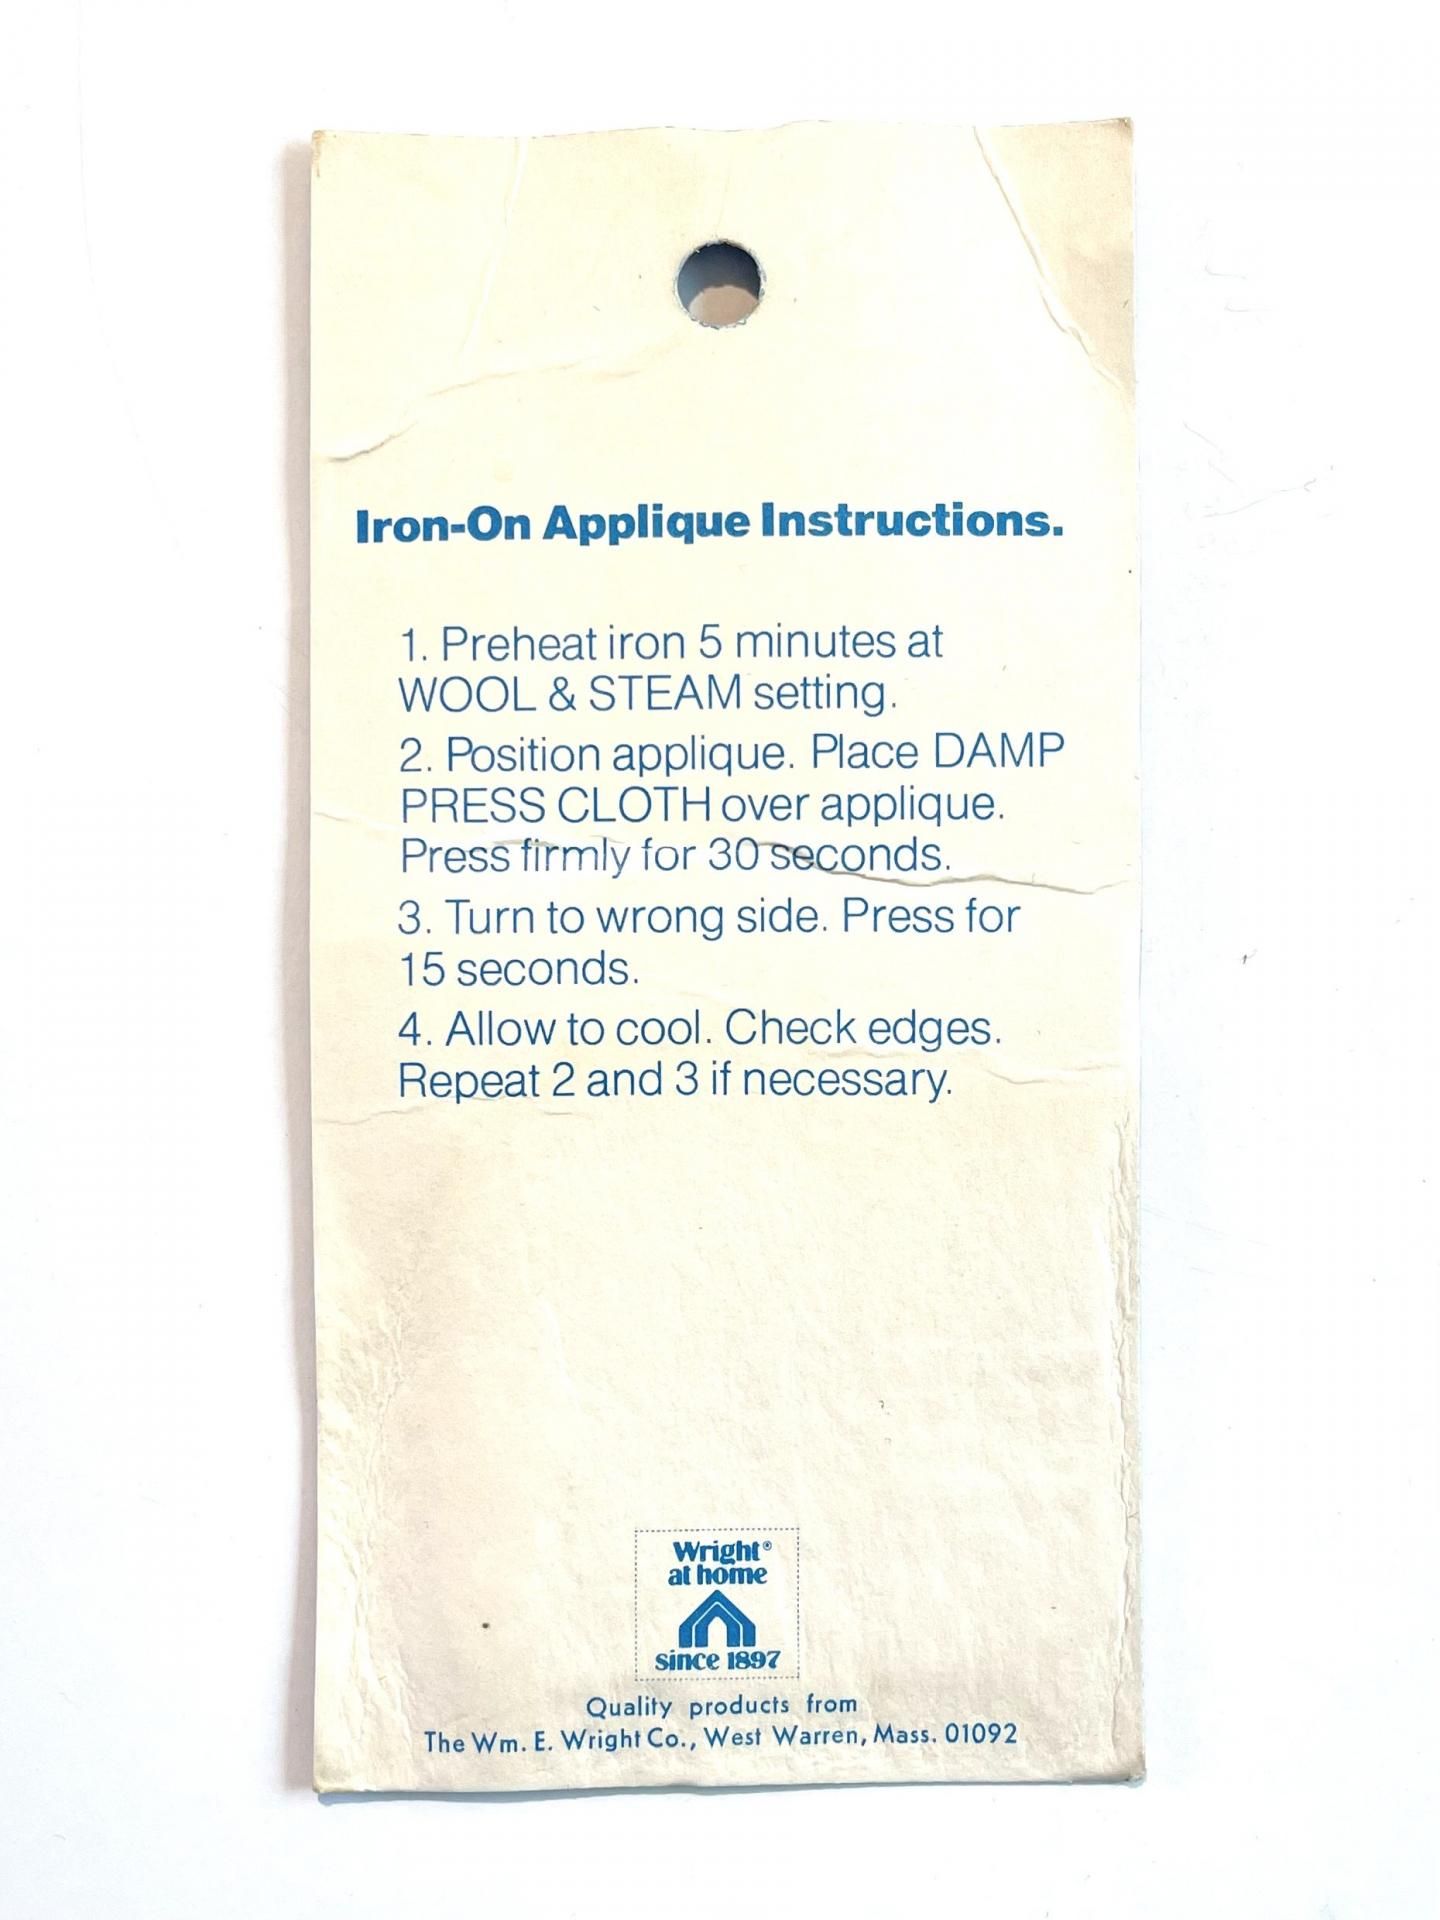 Iron-On Applique Instructions.
1. Preheat iron 5 minutes at
WOOL & STEAM setting.
2. Position applique. Place DAMP
PRESS CLOTH over applique.
Press firmly for 30 seconds.
3. Turn to wrong side. Press for
15 seconds.
4. Allow to cool. Check edges.
Repeat 2 and 3 if necessary.
Wright®
at home
since 1897
Quality products from
The Wm. E. Wright Co., West Warren, Mass. 01092